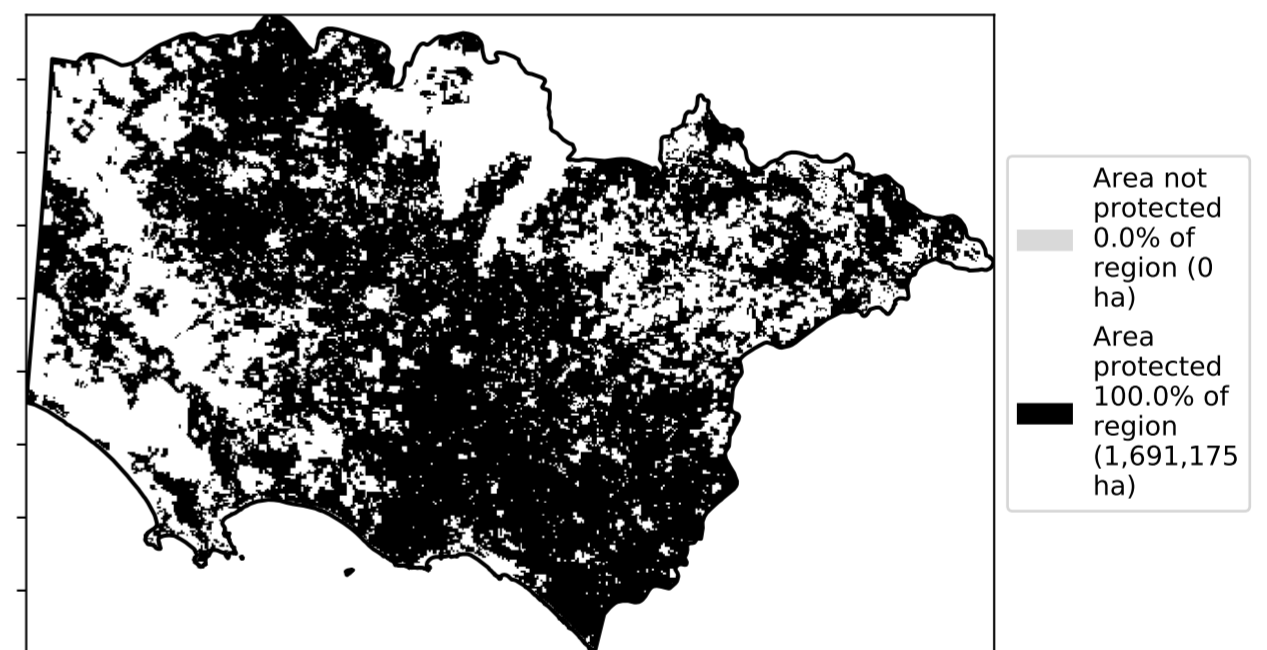 Area not
protected
0.0% of
region (0
ha)
Area
protected
100.0% of
region
(1,691,175
ha)